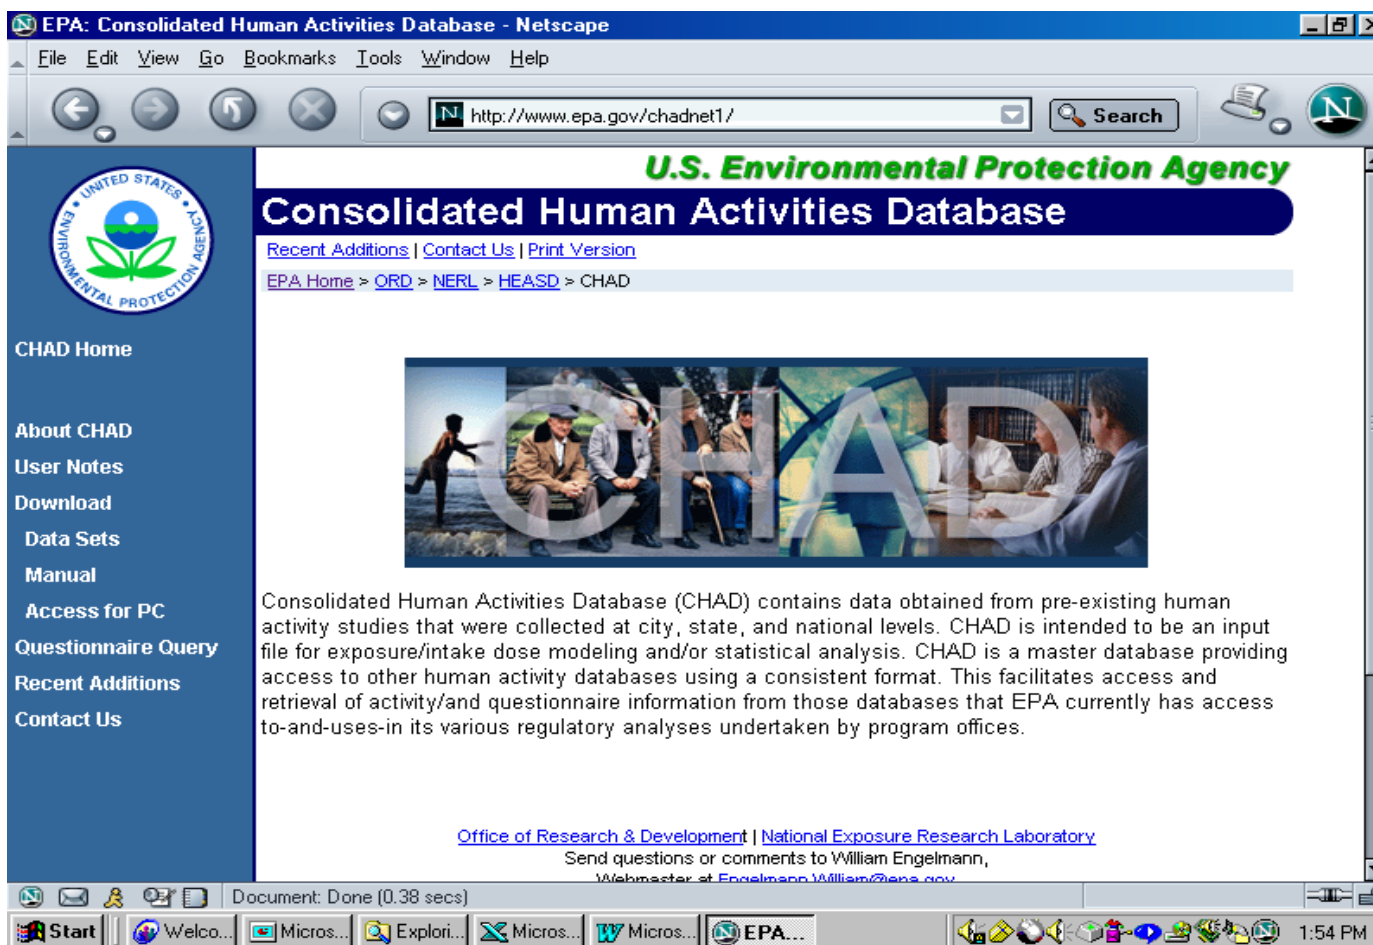 EPA: Consolidated Human Activities Database - Netscape
File Edit View Go Bookmarks Tools Window Help
N http://www.epa.gov/chadnet1/ Search N
UNITED STATES ENVIRONMENTAL PROTECTION AGENCY
U.S. Environmental Protection Agency
Consolidated Human Activities Database
Recent Additions | Contact Us | Print Version
EPA Home > ORD > NERL > HEASD > CHAD
CHAD Home
About CHAD
User Notes
Download
Data Sets
Manual
Access for PC
Questionnaire Query
Recent Additions
Contact Us
CHAD
Consolidated Human Activities Database (CHAD) contains data obtained from pre-existing human
activity studies that were collected at city, state, and national levels. CHAD is intended to be an input
file for exposure/intake dose modeling and/or statistical analysis. CHAD is a master database providing
access to other human activity databases using a consistent format. This facilitates access and
retrieval of activity/and questionnaire information from those databases that EPA currently has access
to-and-uses-in its various regulatory analyses undertaken by program offices.
Office of Research & Development | National Exposure Research Laboratory
Send questions or comments to William Engelmann,
Webmaster at Engelmann.William@epa.gov
Document: Done (0.38 secs)
Start Welco... Micros... Explori... Micros... Micros... EPA... 1:54 PM